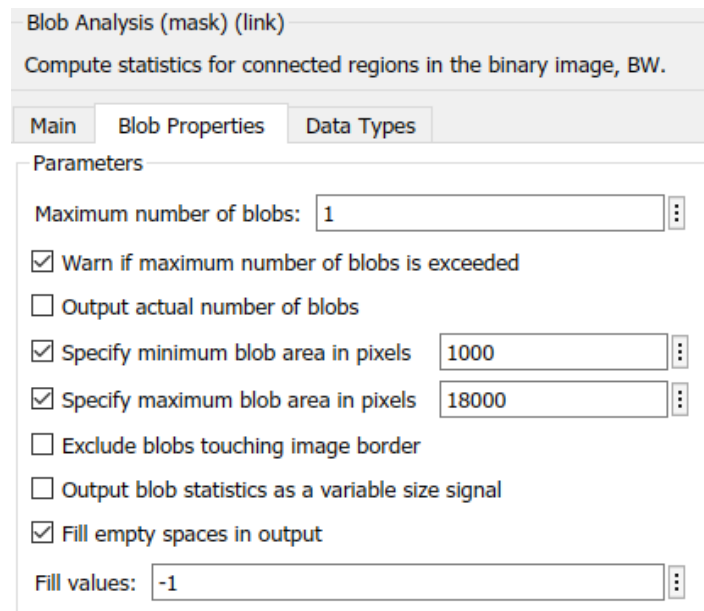 Blob Analysis (mask) (link)
Compute statistics for connected regions in the binary image, BW.
Main Blob Properties Data Types
Parameters
Maximum number of blobs: 1
Warn if maximum number of blobs is exceeded
Output actual number of blobs
Specify minimum blob area in pixels 1000
Specify maximum blob area in pixels 18000
Exclude blobs touching image border
Output blob statistics as a variable size signal
Fill empty spaces in output
Fill values: -1